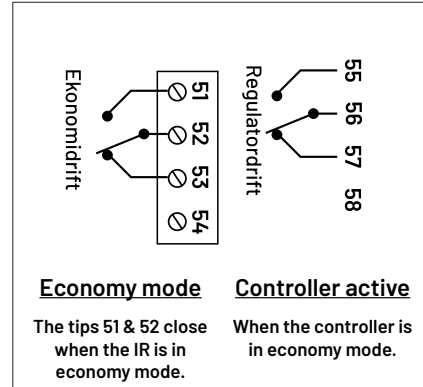 Ekonomidrift
51
52
53
54
Regulatordrift
55
56
57
58
Economy mode
The tips 51 & 52 close
when the IR is in
economy mode.
Controller active
When the controller is
in economy mode.